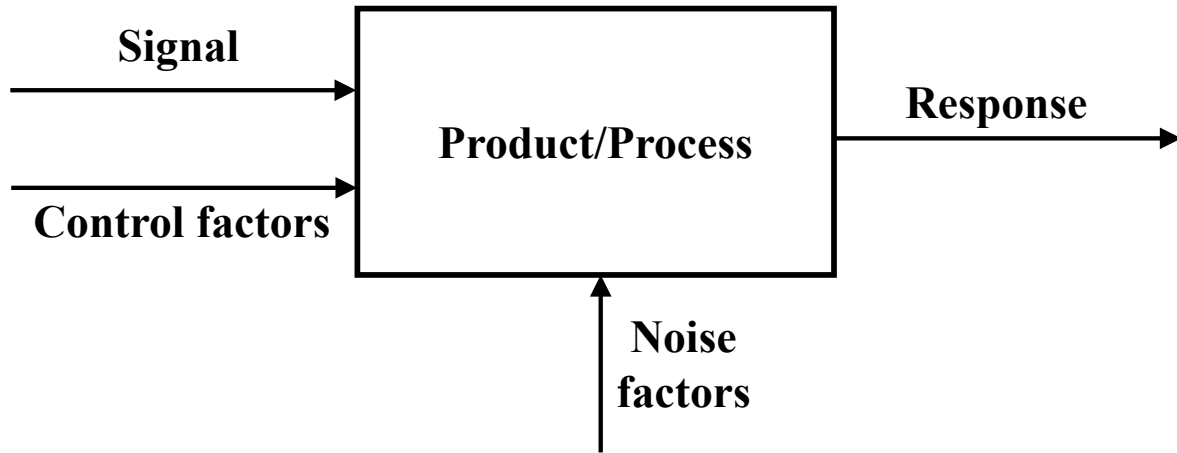 Signal
Control factors
Product/Process
Response
Noise
factors